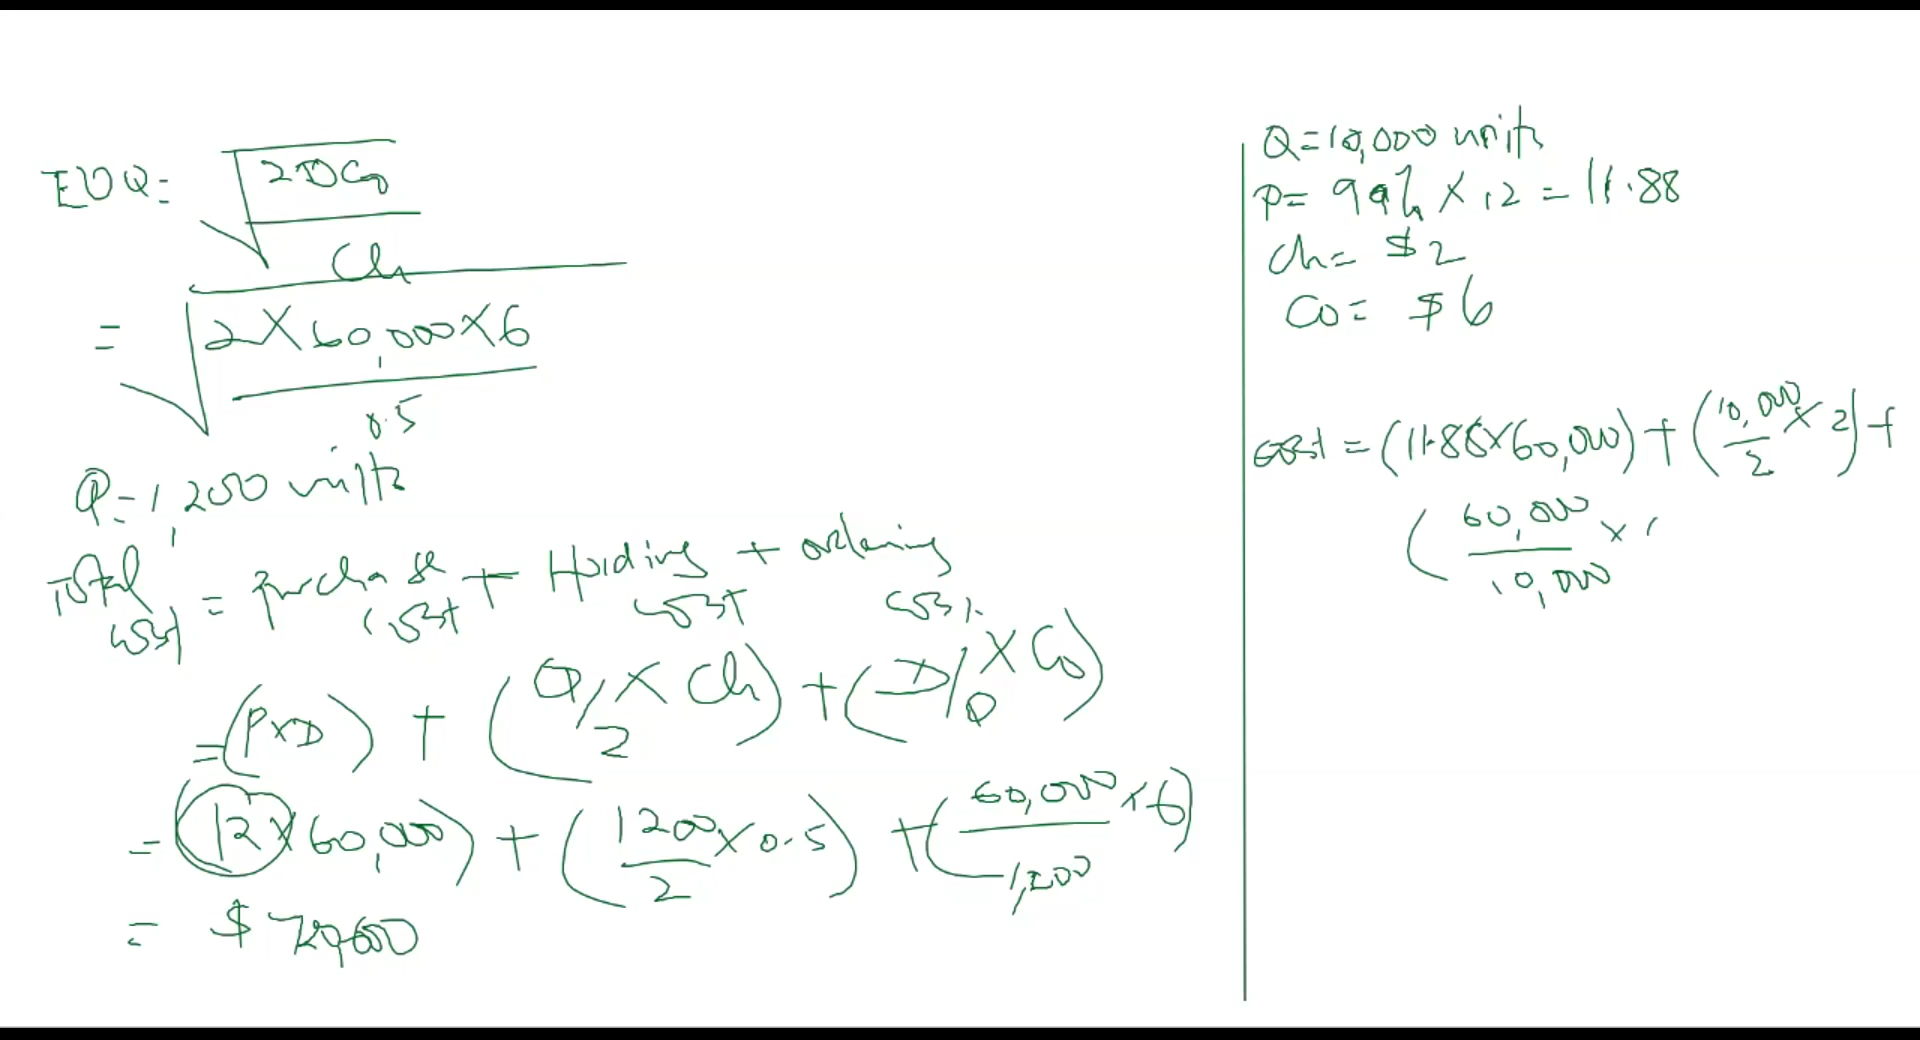 EOQ = √(2DCo / Ch)
= √(2 × 60,000 × 6 / 0.5)
Q = 1,200 units
Total cost = purchase cost + Holding cost + ordering cost
= (P×D) + (Q/2 × Ch) + (D/Q × Co)
= (12 × 60,000) + (1200/2 × 0.5) + (60,000/1,200 × 6)
= $ 720,600
Q = 10,000 units
P = 99% × 12 = 11.88
Ch = $2
Co = $6
cost = (11.88 × 60,000) + (10,000/2 × 2) +
(60,000/10,000 ×